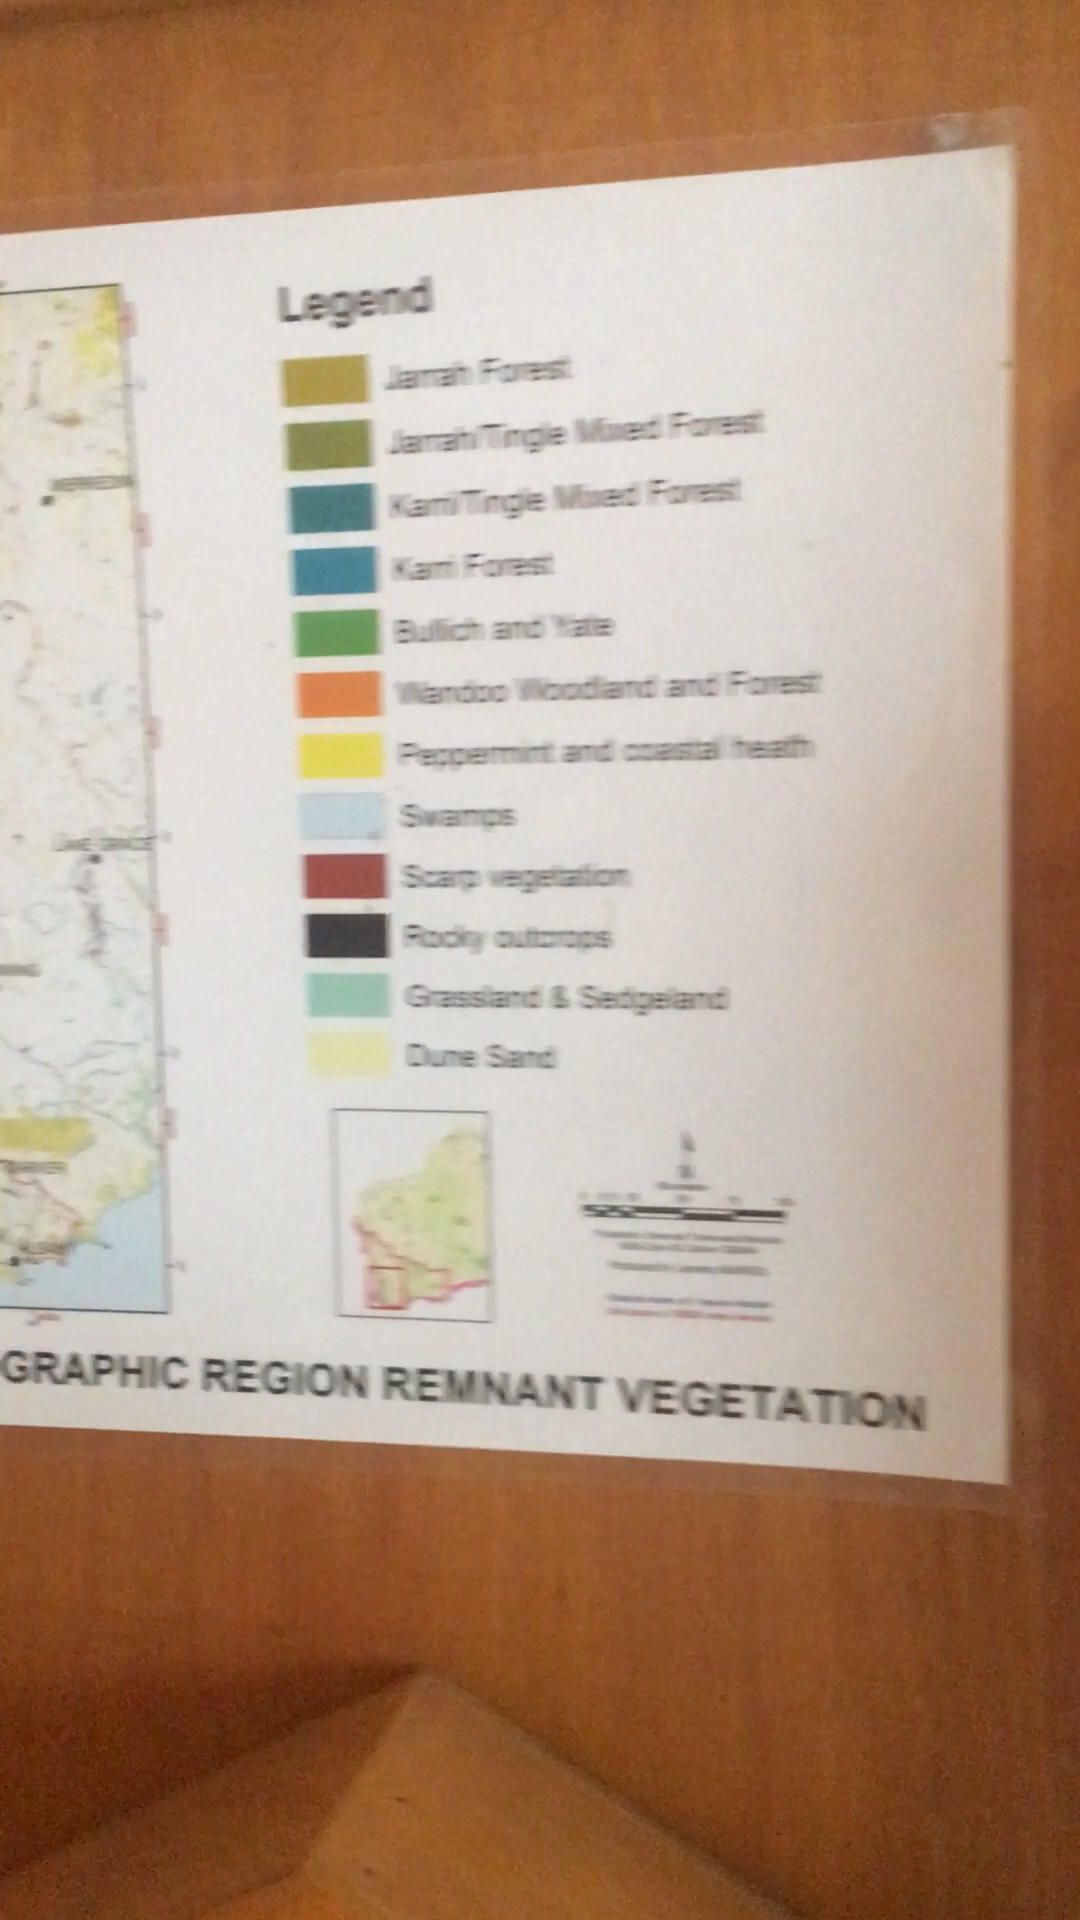 Legend
Jarrah Forest
Jarrah/Tingle Mixed Forest
Karri/Tingle Mixed Forest
Karri Forest
Bullich and Yate
Wandoo Woodland and Forest
Peppermint and coastal heath
Swamps
Scarp vegetation
Rocky outcrops
Grassland & Sedgeland
Dune Sand
GRAPHIC REGION REMNANT VEGETATION